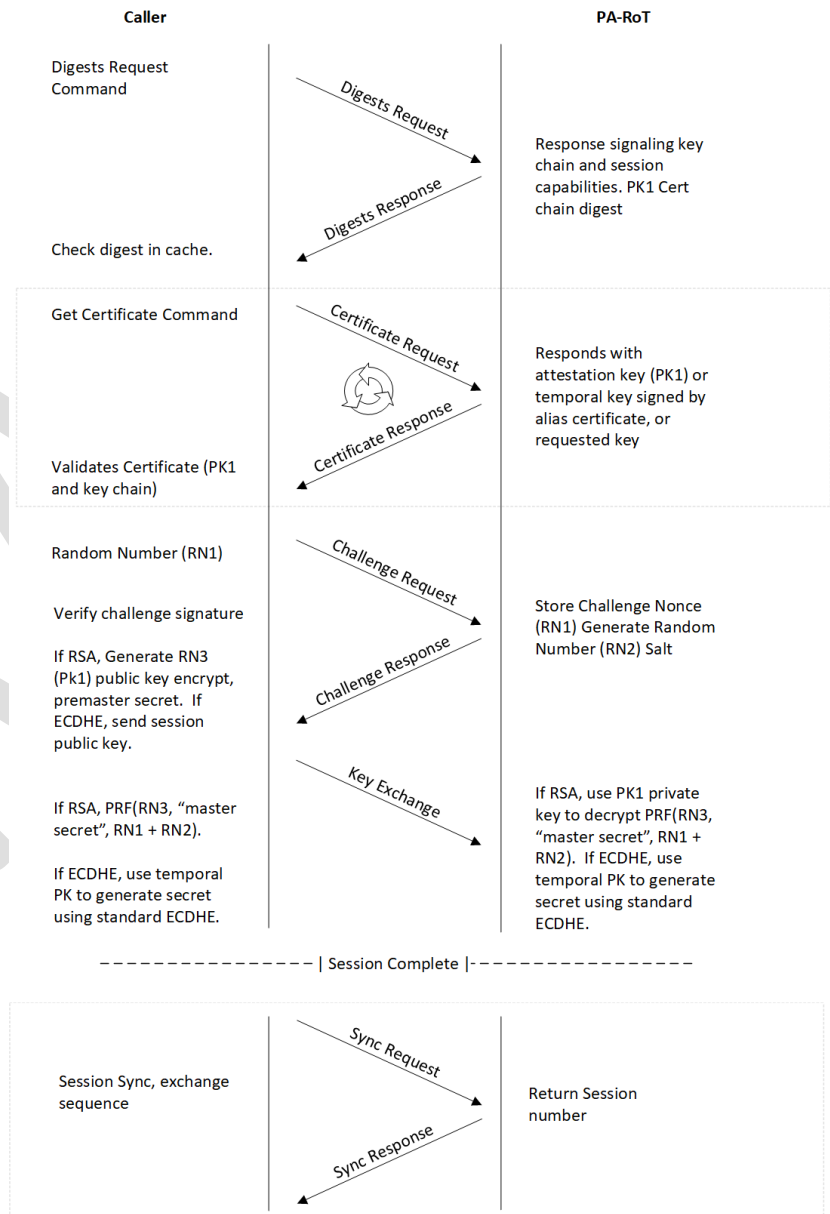 Caller
PA-RoT
Digests Request
Command
Digests Request
Response signaling key
chain and session
capabilities. PK1 Cert
chain digest
Digests Response
Check digest in cache.
Get Certificate Command
Certificate Request
Responds with
attestation key (PK1) or
temporal key signed by
alias certificate, or
requested key
Certificate Response
Validates Certificate (PK1
and key chain)
Random Number (RN1)
Challenge Request
Verify challenge signature
Store Challenge Nonce
(RN1) Generate Random
Number (RN2) Salt
If RSA, Generate RN3
(Pk1) public key encrypt,
premaster secret.  If
ECDHE, send session
public key.
Challenge Response
Key Exchange
If RSA, PRF(RN3, “master
secret”, RN1 + RN2).
If ECDHE, use temporal
PK to generate secret
using standard ECDHE.
If RSA, use PK1 private
key to decrypt PRF(RN3,
“master secret”, RN1 +
RN2).  If ECDHE, use
temporal PK to generate
secret using standard
ECDHE.
| Session Complete |
Sync Request
Session Sync, exchange
sequence
Return Session
number
Sync Response